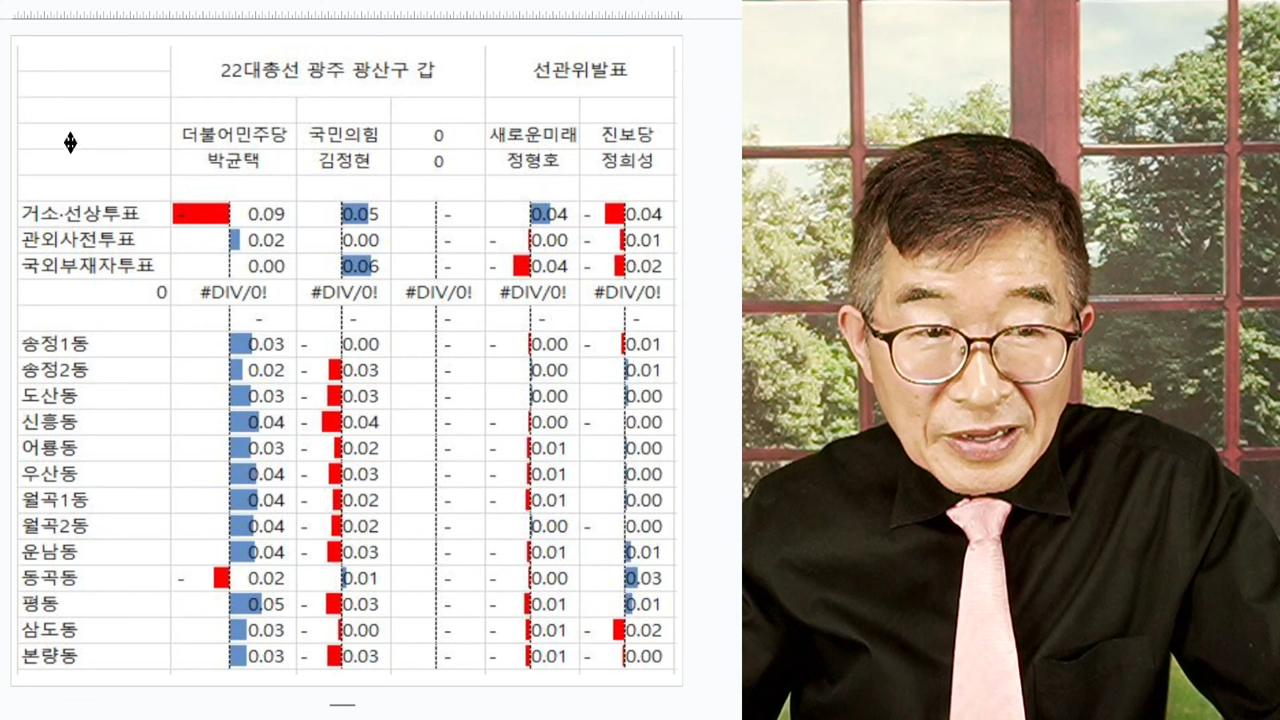 22대총선 광주 광산구 갑 선관위발표
더불어민주당 국민의힘 0 새로운미래 진보당
박균택 김정현 0 정형호 정희성
거소·선상투표 - 0.09 0.05 - 0.04 - 0.04
관외사전투표 0.02 0.00 - - 0.00 - 0.01
국외부재자투표 0.00 0.06 - - 0.04 - 0.02
0 #DIV/0! #DIV/0! #DIV/0! #DIV/0! #DIV/0!
- - - - -
송정1동 0.03 - 0.00 - - 0.00 - 0.01
송정2동 0.02 - 0.03 - 0.00 0.01
도산동 0.03 - 0.03 - 0.00 0.00
신흥동 0.04 - 0.04 - - 0.00 - 0.00
어룡동 0.03 - 0.02 - - 0.01 0.00
우산동 0.04 - 0.03 - - 0.01 0.00
월곡1동 0.04 - 0.02 - - 0.01 0.00
월곡2동 0.04 - 0.02 - 0.00 - 0.00
운남동 0.04 - 0.03 - - 0.01 0.01
동곡동 - 0.02 0.01 - - 0.00 0.03
평동 0.05 - 0.03 - - 0.01 0.01
삼도동 0.03 - 0.00 - - 0.01 - 0.02
본량동 0.03 - 0.03 - - 0.01 - 0.00